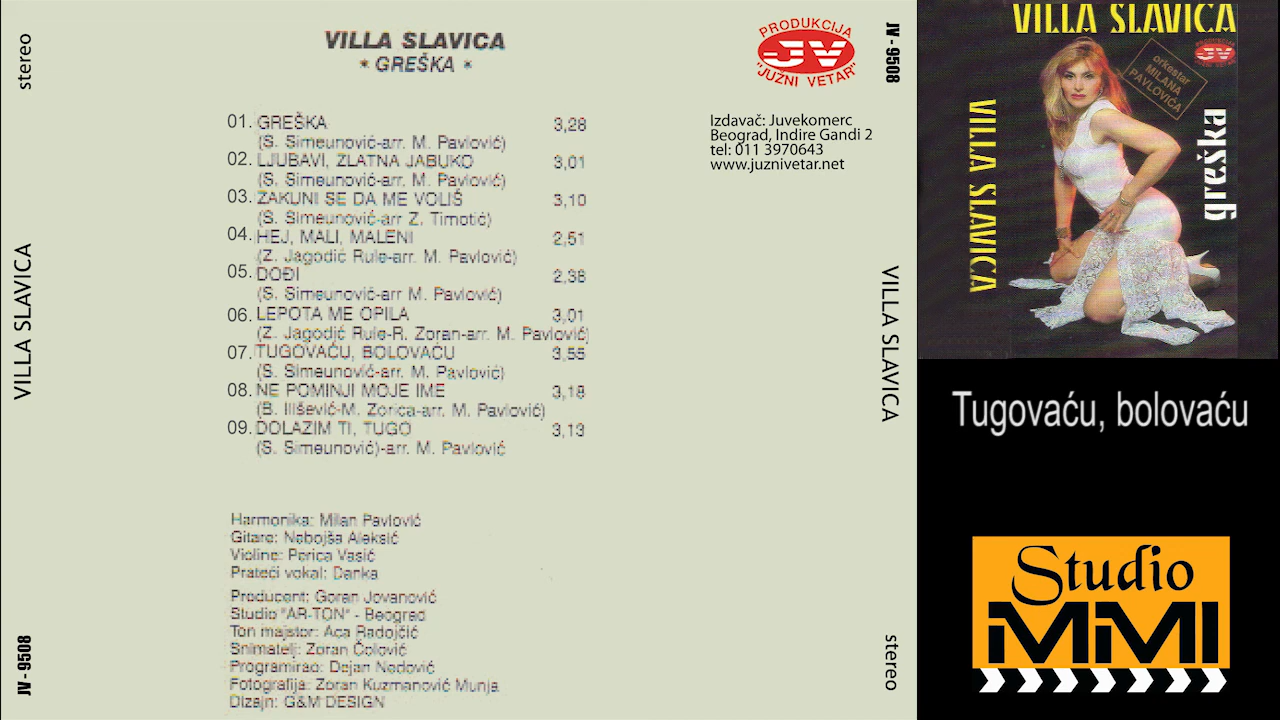 stereo
VILLA SLAVICA
JV - 9508
VILLA SLAVICA
* GREŠKA *
01. GREŠKA 3,28
(S. Simeunović-arr. M. Pavlović)
02. LJUBAVI, ZLATNA JABUKO 3,01
(S. Simeunović-arr. M. Pavlović)
03. ZAKUNI SE DA ME VOLIŠ 3,10
(S. Simeunović-arr Z. Timotić)
04. HEJ, MALI, MALENI 2,51
(Z. Jagodić Rule-arr. M. Pavlović)
05. DOĐI 2,38
(S. Simeunović-arr M. Pavlović)
06. LEPOTA ME OPILA 3,01
(Z. Jagodić Rule-R. Zoran-arr. M. Pavlović)
07. TUGOVAĆU, BOLOVAĆU 3,55
(S. Simeunović-arr. M. Pavlović)
08. NE POMINJI MOJE IME 3,18
(B. Ilišević-M. Zorica-arr. M. Pavlović)
09. DOLAZIM TI, TUGO 3,13
(S. Simeunović)-arr. M. Pavlović
Harmonika: Milan Pavlović
Gitare: Nebojša Aleksić
Violine: Perica Vasić
Prateći vokal: Danka
Producent: Goran Jovanović
Studio "AR-TON" - Beograd
Ton majstor: Aca Radojčić
Snimatelj: Zoran Čolović
Programirao: Dejan Nedović
Fotografija: Zoran Kuzmanović Munja
Dizajn: G&M DESIGN
PRODUKCIJA
JV
"JUŽNI VETAR"
Izdavač: Juvekomerc
Beograd, Indire Gandi 2
tel: 011 3970643
www.juznivetar.net
JV - 9508
VILLA SLAVICA
stereo
VILLA SLAVICA
orkestar
MILANA
PAVLOVIĆA
JV
VILLA SLAVICA
greška
Tugovaću, bolovaću
Studio
MMI